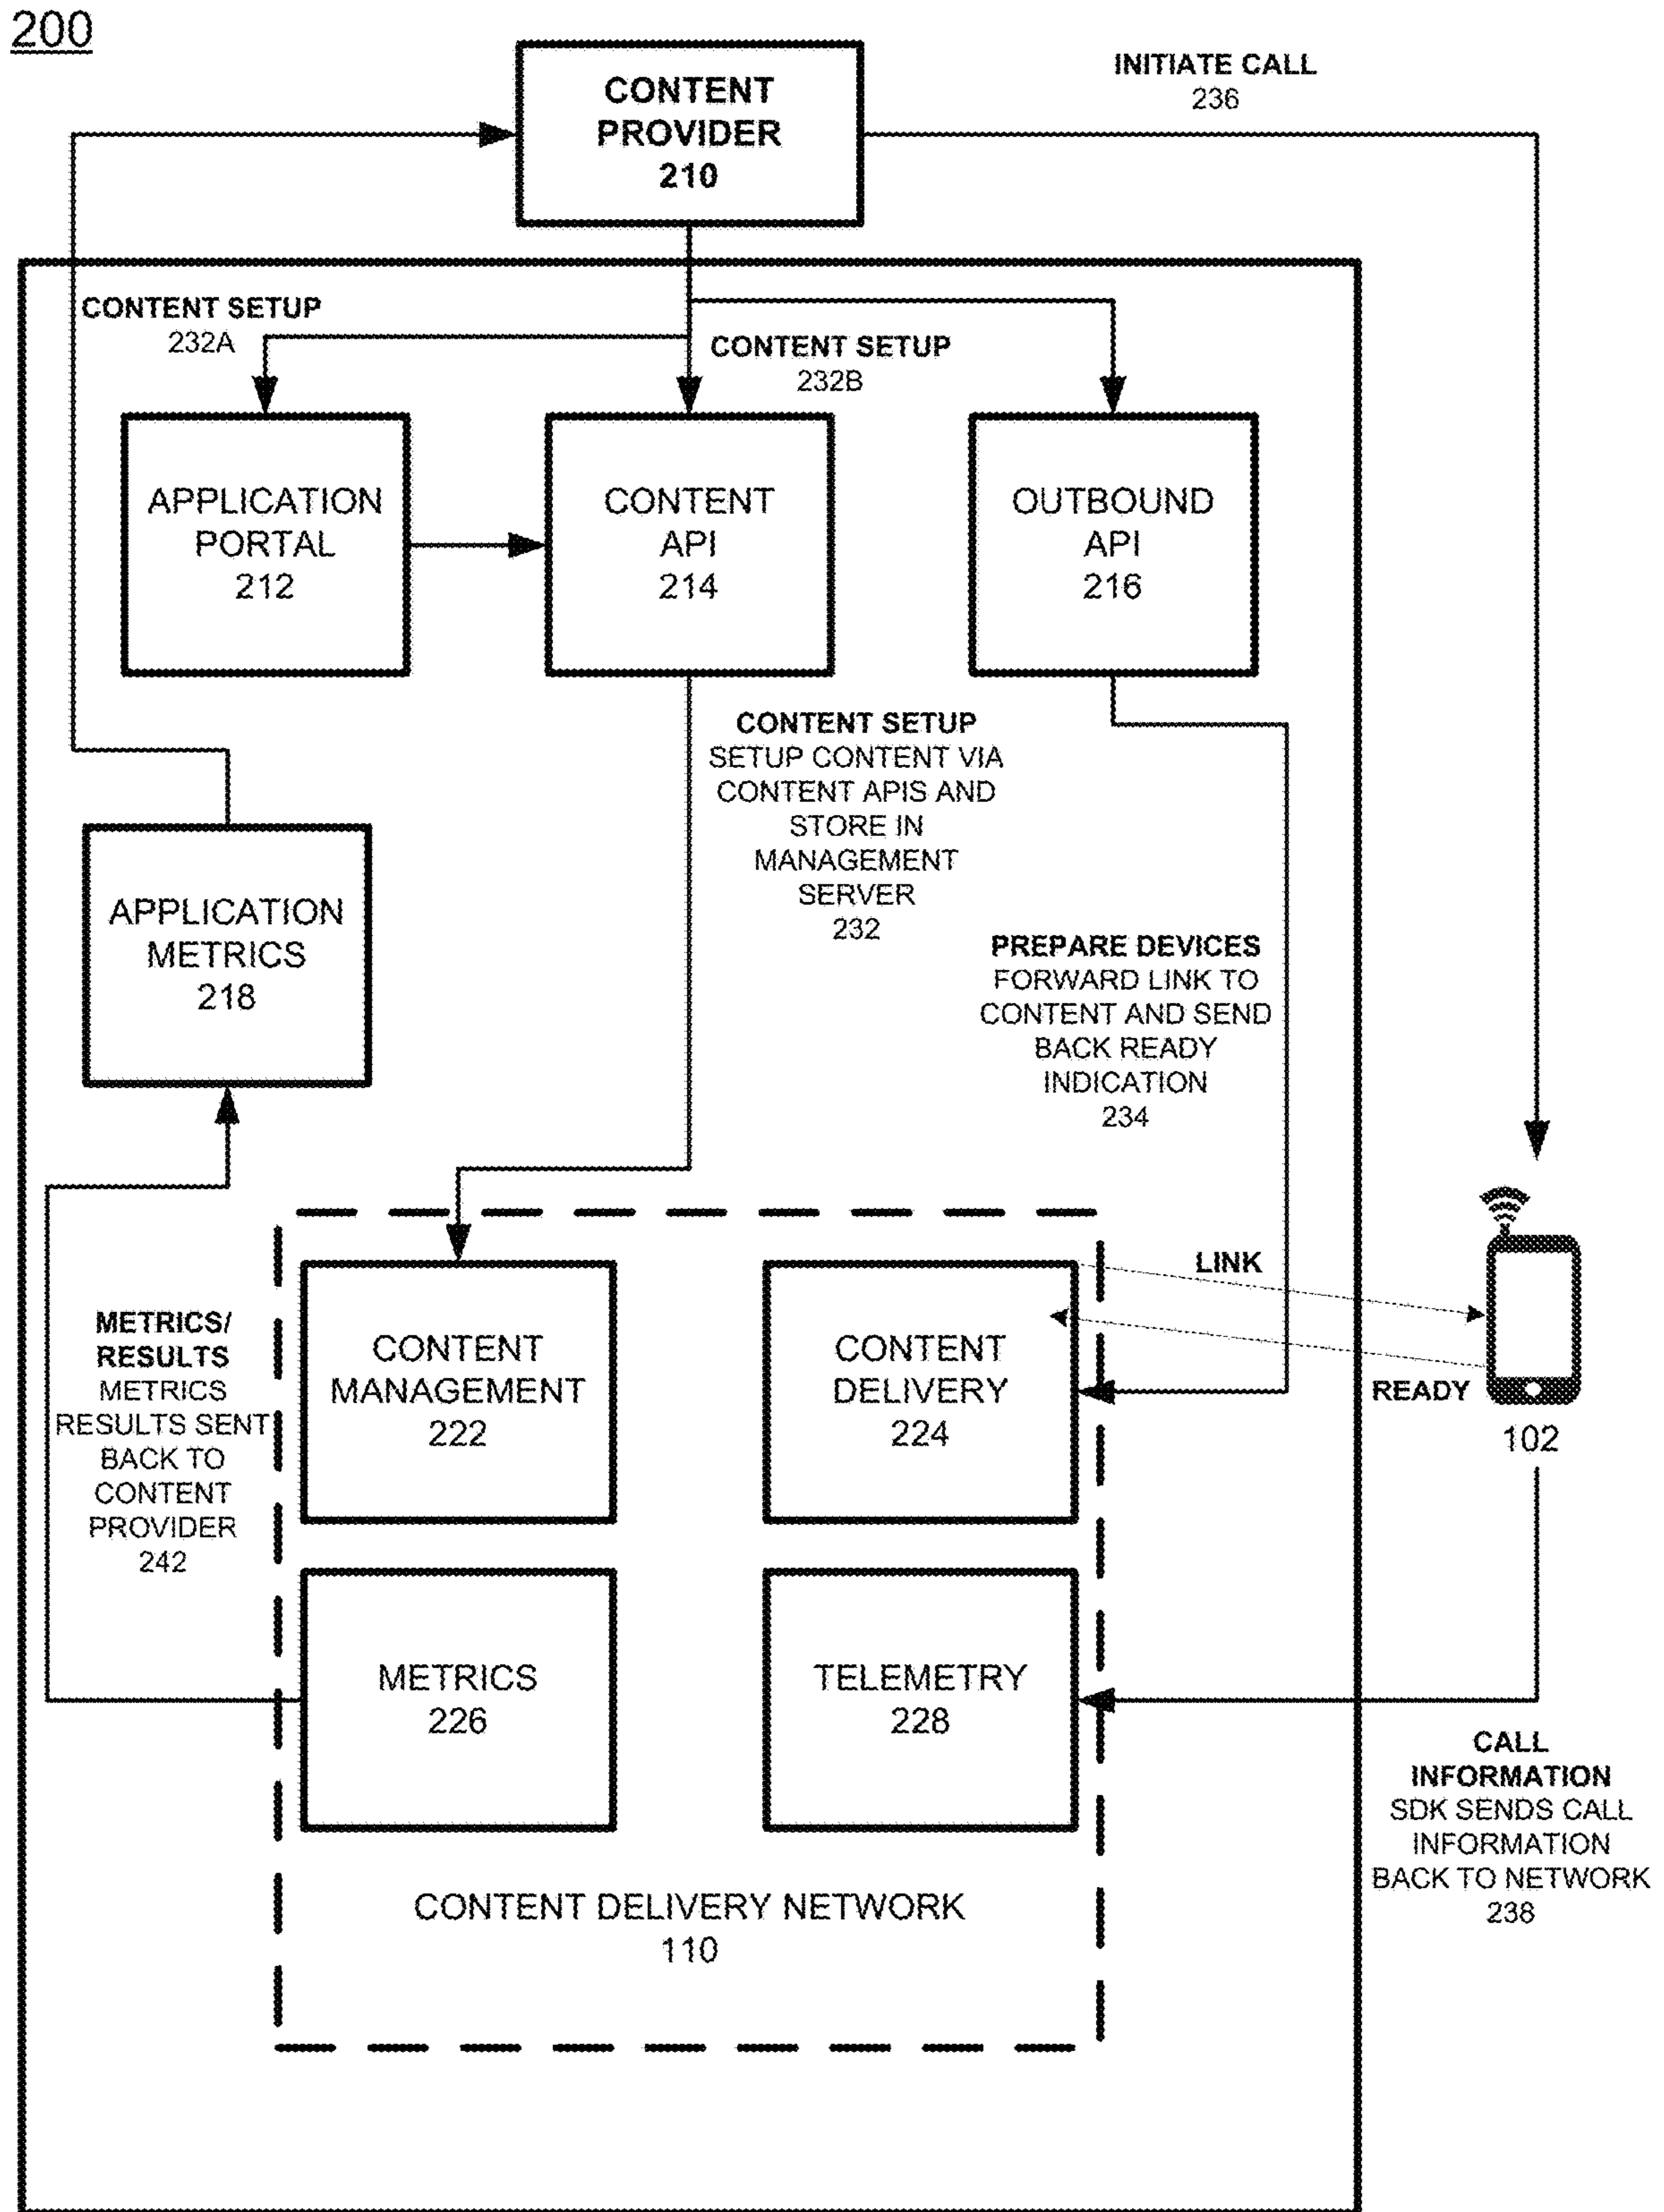 200
CONTENT
PROVIDER
210
INITIATE CALL
236
CONTENT SETUP
232A
CONTENT SETUP
232B
APPLICATION
PORTAL
212
CONTENT
API
214
OUTBOUND
API
216
CONTENT SETUP
SETUP CONTENT VIA
CONTENT APIS AND
STORE IN
MANAGEMENT
SERVER
232
APPLICATION
METRICS
218
PREPARE DEVICES
FORWARD LINK TO
CONTENT AND SEND
BACK READY
INDICATION
234
LINK
READY
102
METRICS/
RESULTS
METRICS
RESULTS SENT
BACK TO
CONTENT
PROVIDER
242
CONTENT
MANAGEMENT
222
CONTENT
DELIVERY
224
METRICS
226
TELEMETRY
228
CALL
INFORMATION
SDK SENDS CALL
INFORMATION
BACK TO NETWORK
238
CONTENT DELIVERY NETWORK
110